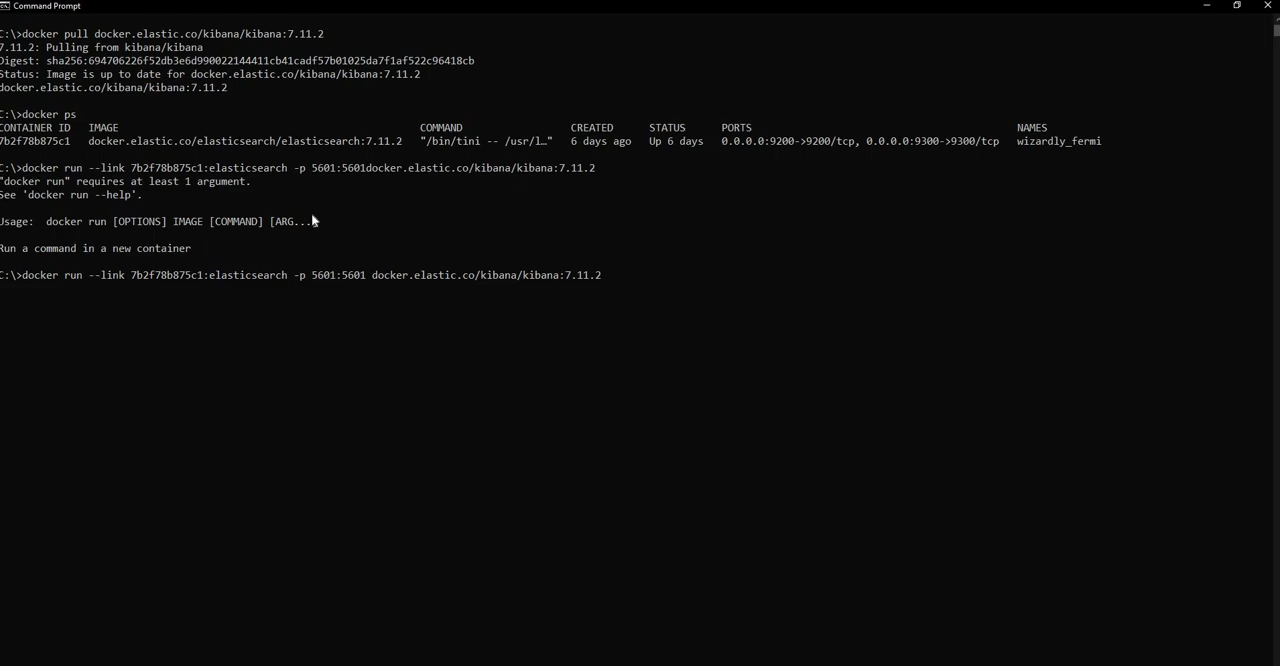 Command Prompt
C:\>docker pull docker.elastic.co/kibana/kibana:7.11.2
7.11.2: Pulling from kibana/kibana
Digest: sha256:694706226f52db3e6d990022144411cb41cadf57b01025da7f1af522c96418cb
Status: Image is up to date for docker.elastic.co/kibana/kibana:7.11.2
docker.elastic.co/kibana/kibana:7.11.2
C:\>docker ps
CONTAINER ID IMAGE COMMAND CREATED STATUS PORTS NAMES
7b2f78b875c1 docker.elastic.co/elasticsearch/elasticsearch:7.11.2 "/bin/tini -- /usr/l…" 6 days ago Up 6 days 0.0.0.0:9200->9200/tcp, 0.0.0.0:9300->9300/tcp wizardly_fermi
C:\>docker run --link 7b2f78b875c1:elasticsearch -p 5601:5601docker.elastic.co/kibana/kibana:7.11.2
"docker run" requires at least 1 argument.
See 'docker run --help'.
Usage: docker run [OPTIONS] IMAGE [COMMAND] [ARG...]
Run a command in a new container
C:\>docker run --link 7b2f78b875c1:elasticsearch -p 5601:5601 docker.elastic.co/kibana/kibana:7.11.2